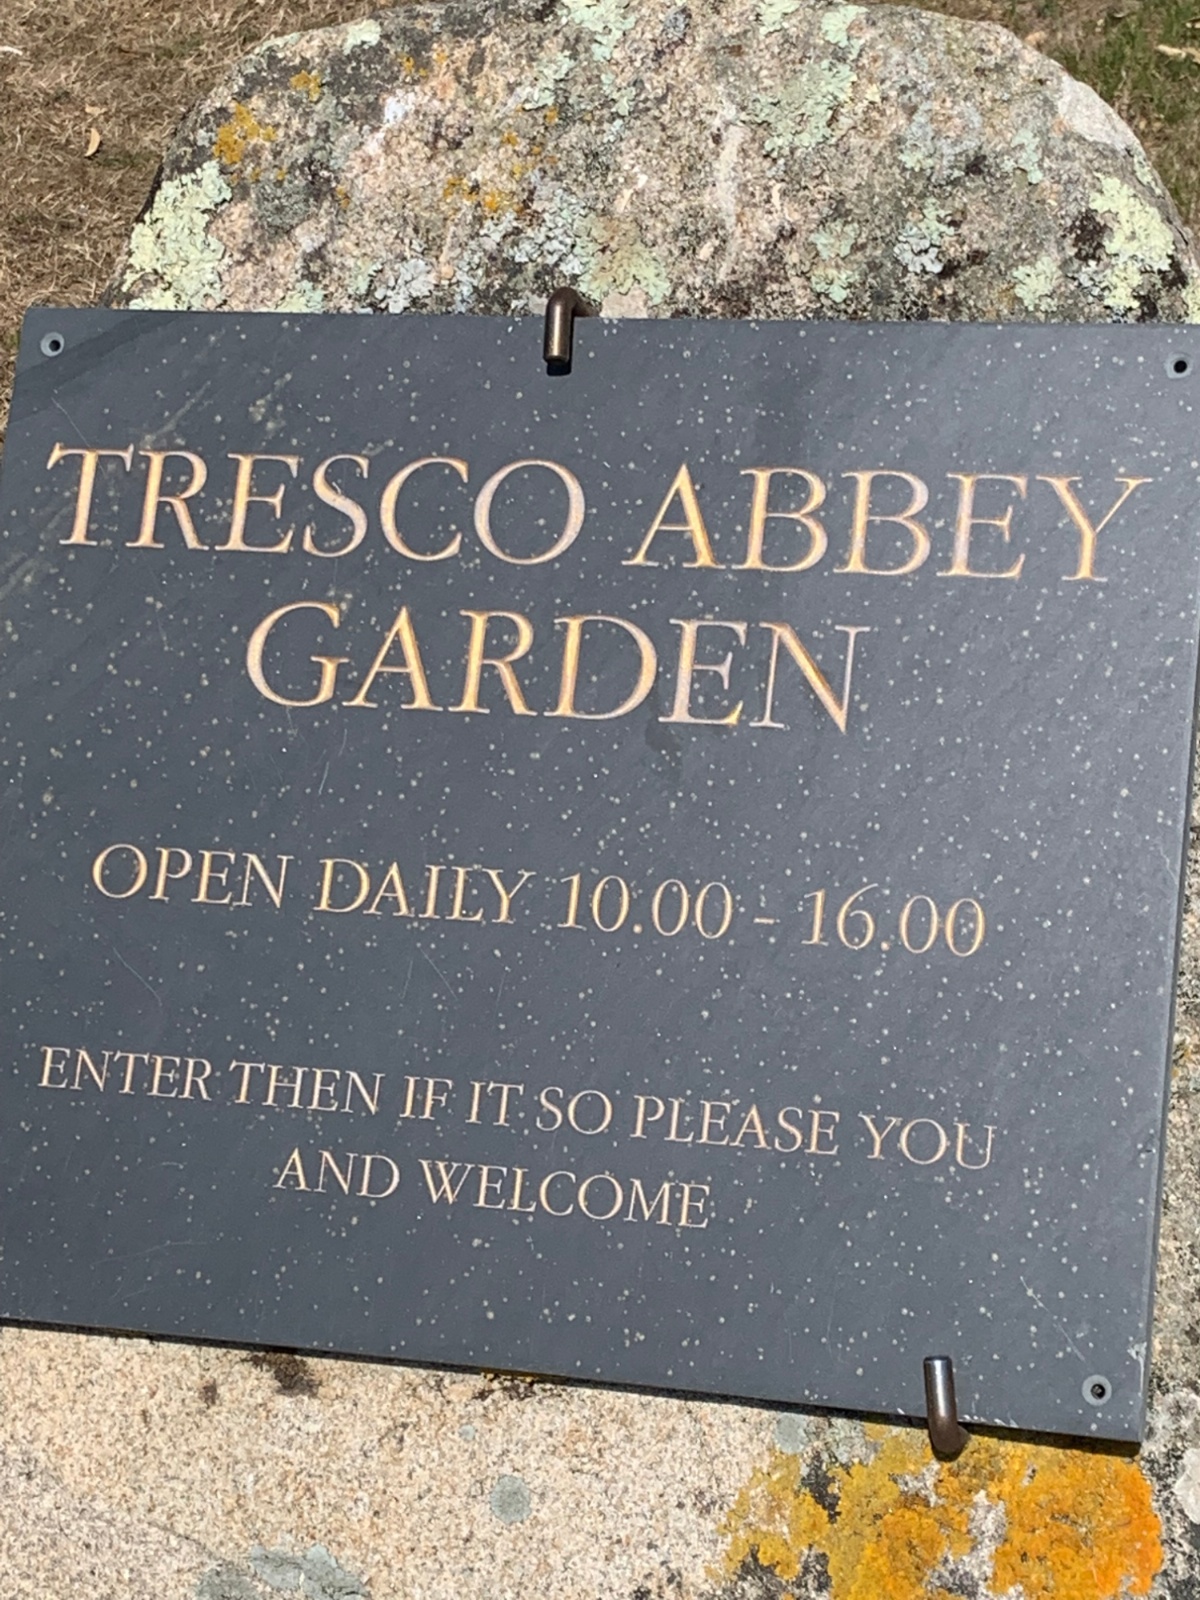 TRESCO ABBEY
GARDEN
OPEN DAILY 10.00 - 16.00
ENTER THEN IF IT SO PLEASE YOU
AND WELCOME